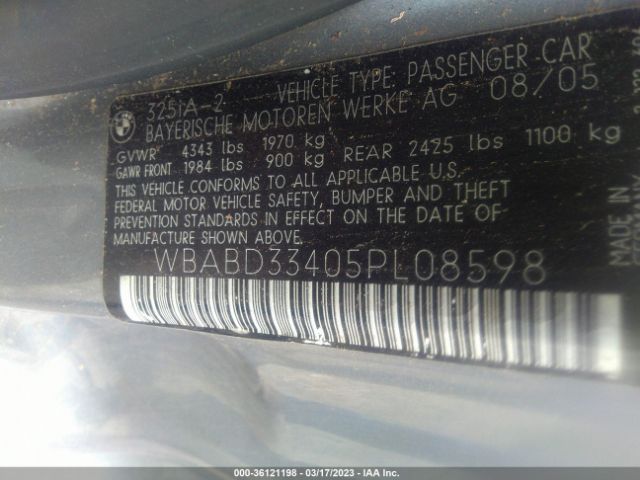 3251A-2 VEHICLE TYPE: PASSENGER CAR
BAYERISCHE MOTOREN WERKE AG 08/05
GVWR 4343 lbs 1970 kg
GAWR FRONT 1984 lbs 900 kg REAR 2425 lbs 1100 kg
THIS VEHICLE CONFORMS TO ALL APPLICABLE U.S.
FEDERAL MOTOR VEHICLE SAFETY, BUMPER AND THEFT
PREVENTION STANDARDS IN EFFECT ON THE DATE OF
MANUFACTURE SHOWN ABOVE.
WBABD33405PL08598
MADE IN
000-36121198 - 03/17/2023 - IAA Inc.